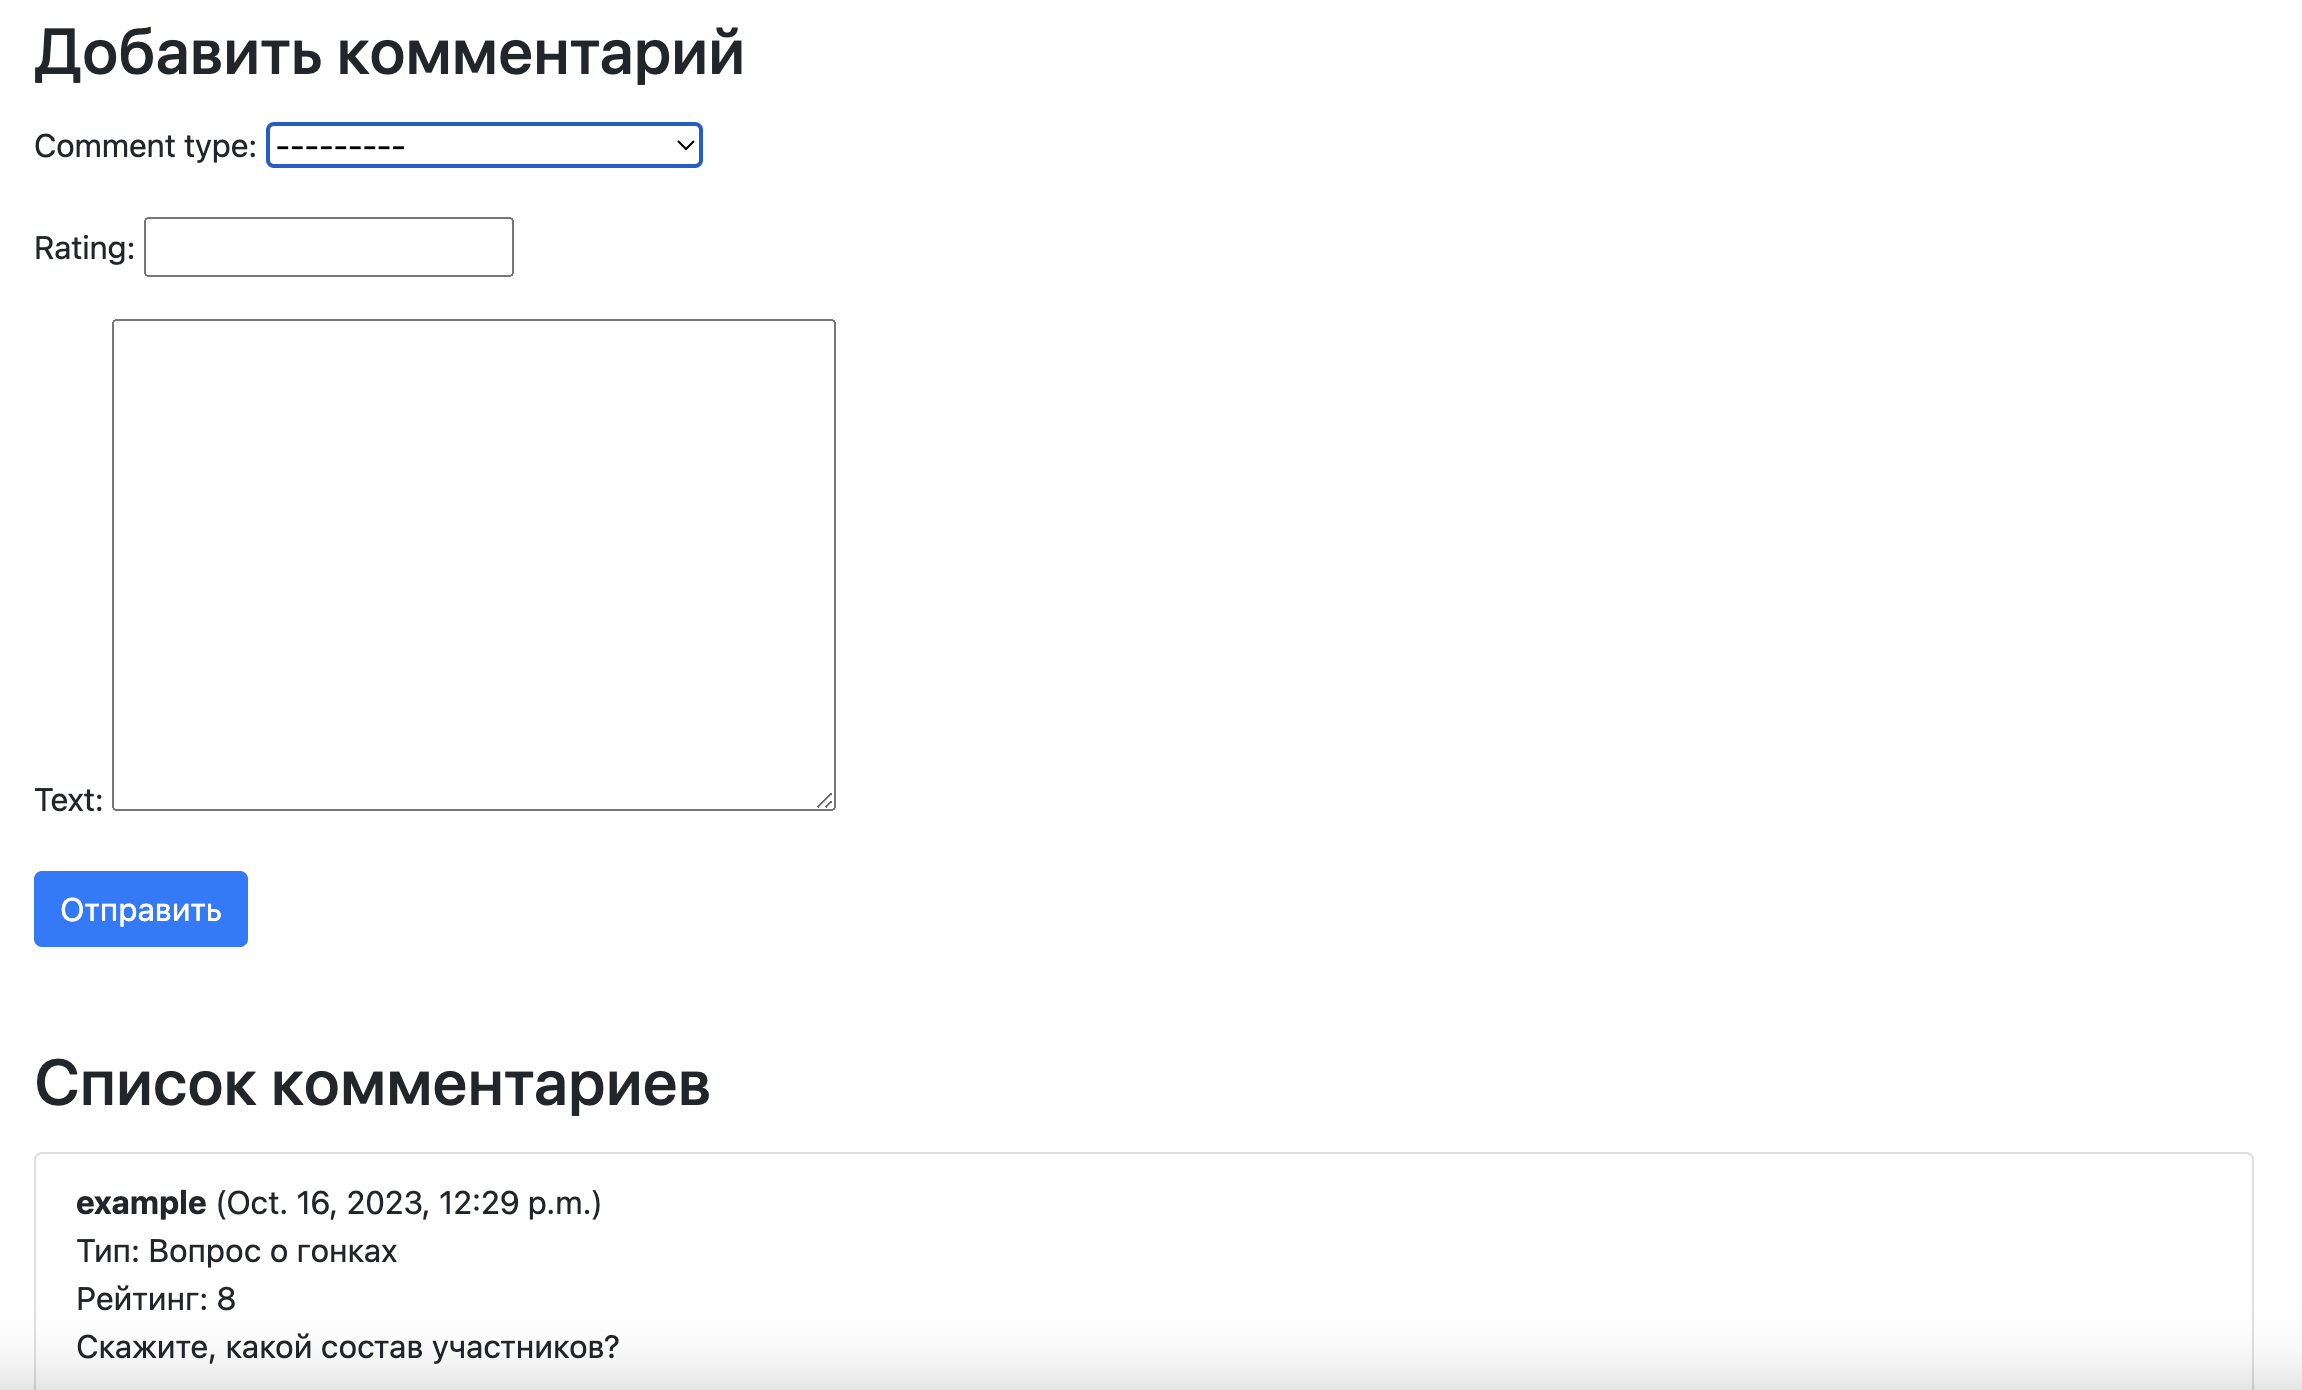 Добавить комментарий
Comment type: ---------
Rating:
Text:
Отправить
Список комментариев
example (Oct. 16, 2023, 12:29 p.m.)
Тип: Вопрос о гонках
Рейтинг: 8
Скажите, какой состав участников?